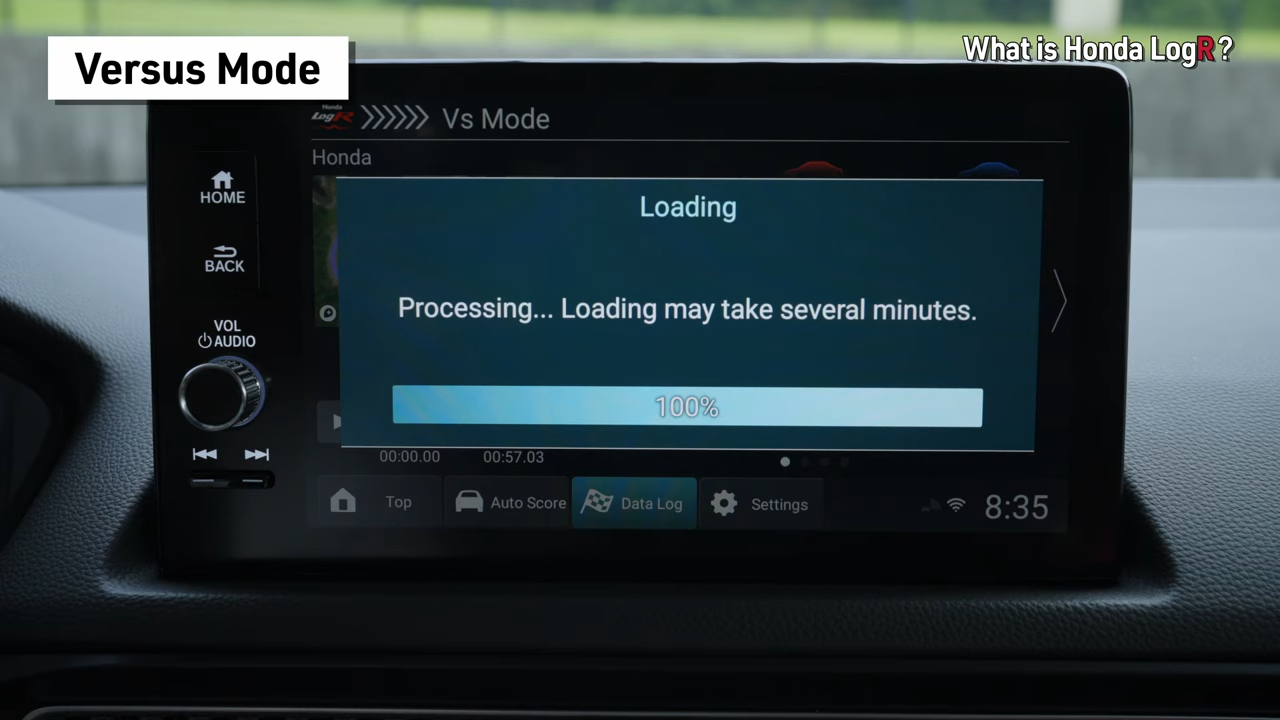 Versus Mode
What is Honda LogR?
Honda
LogR Vs Mode
Honda
HOME
BACK
VOL
AUDIO
Loading
Processing... Loading may take several minutes.
100%
00:00.00 00:57.03
Top Auto Score Data Log Settings 8:35